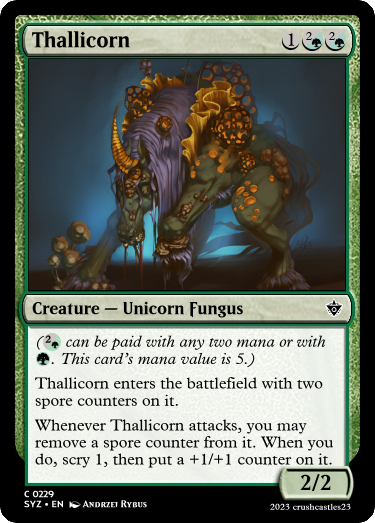 Thallicorn
1 2 2
Creature — Unicorn Fungus
(2 can be paid with any two mana or with
. This card's mana value is 5.)
Thallicorn enters the battlefield with two
spore counters on it.
Whenever Thallicorn attacks, you may
remove a spore counter from it. When you
do, scry 1, then put a +1/+1 counter on it.
2/2
C 0229
SYZ • EN Andrzej Rybus
2023 crushcastles23